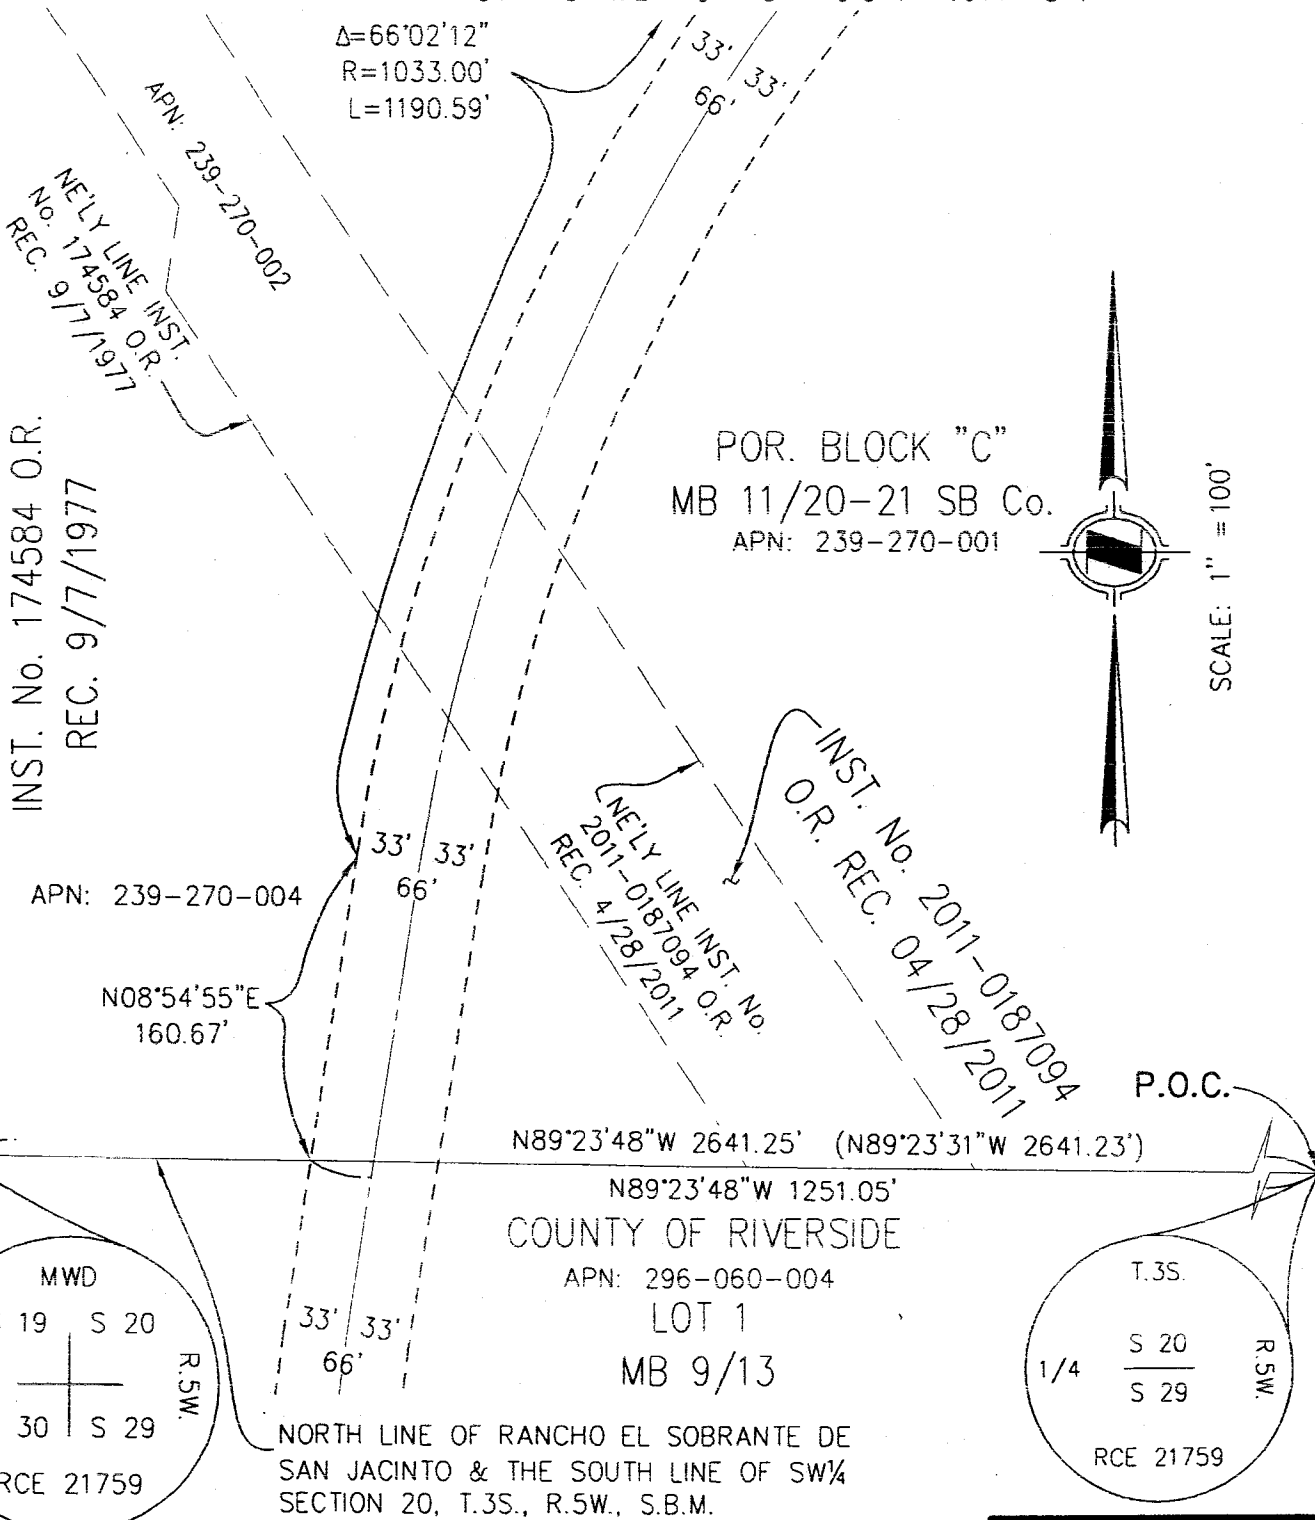 Δ=66°02'12"
R=1033.00'
L=1190.59'
33'
33'
66'
APN: 239-270-002
NE'LY LINE INST.
No. 174584 O.R.
REC. 9/7/1977
INST. No. 174584 O.R.
REC. 9/7/1977
POR. BLOCK "C"
MB 11/20-21 SB Co.
APN: 239-270-001
SCALE: 1" =100'
33'
33'
66'
APN: 239-270-004
N08°54'55"E
160.67'
NE'LY LINE INST. No.
2011-0187094 O.R.
REC. 4/28/2011
INST. No. 2011-0187094
O.R. REC. 04/28/2011
P.O.C.
N89°23'48"W 2641.25' (N89°23'31"W 2641.23')
N89°23'48"W 1251.05'
COUNTY OF RIVERSIDE
APN: 296-060-004
LOT 1
MB 9/13
33'
33'
66'
MWD
19 S 20
30 S 29
R.5W.
RCE 21759
T.3S.
1/4
S 20
S 29
R.5W.
RCE 21759
NORTH LINE OF RANCHO EL SOBRANTE DE
SAN JACINTO & THE SOUTH LINE OF SW¼
SECTION 20, T.3S., R.5W., S.B.M.